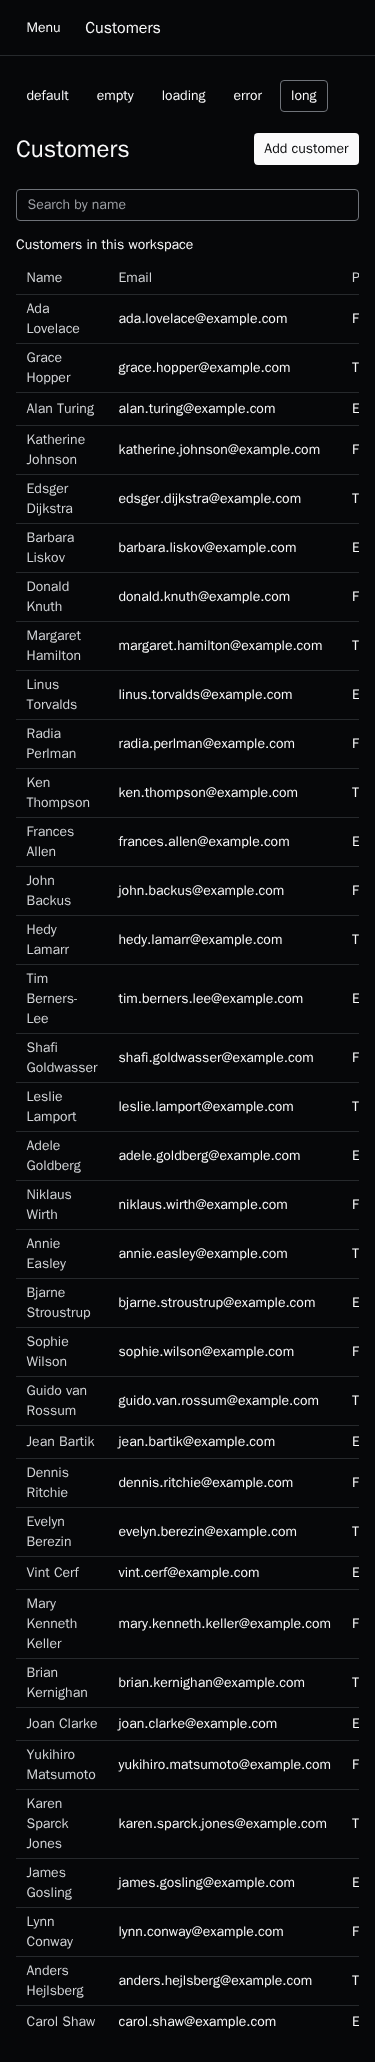 Menu Customers
default empty loading error long
Customers Add customer
Search by name
Customers in this workspace
Name Email P
Ada
Lovelace ada.lovelace@example.com F
Grace
Hopper grace.hopper@example.com T
Alan Turing alan.turing@example.com E
Katherine
Johnson katherine.johnson@example.com F
Edsger
Dijkstra edsger.dijkstra@example.com T
Barbara
Liskov barbara.liskov@example.com E
Donald
Knuth donald.knuth@example.com F
Margaret
Hamilton margaret.hamilton@example.com T
Linus
Torvalds linus.torvalds@example.com E
Radia
Perlman radia.perlman@example.com F
Ken
Thompson ken.thompson@example.com T
Frances
Allen frances.allen@example.com E
John
Backus john.backus@example.com F
Hedy
Lamarr hedy.lamarr@example.com T
Tim
Berners-
Lee tim.berners.lee@example.com E
Shafi
Goldwasser shafi.goldwasser@example.com F
Leslie
Lamport leslie.lamport@example.com T
Adele
Goldberg adele.goldberg@example.com E
Niklaus
Wirth niklaus.wirth@example.com F
Annie
Easley annie.easley@example.com T
Bjarne
Stroustrup bjarne.stroustrup@example.com E
Sophie
Wilson sophie.wilson@example.com F
Guido van
Rossum guido.van.rossum@example.com T
Jean Bartik jean.bartik@example.com E
Dennis
Ritchie dennis.ritchie@example.com F
Evelyn
Berezin evelyn.berezin@example.com T
Vint Cerf vint.cerf@example.com E
Mary
Kenneth
Keller mary.kenneth.keller@example.com F
Brian
Kernighan brian.kernighan@example.com T
Joan Clarke joan.clarke@example.com E
Yukihiro
Matsumoto yukihiro.matsumoto@example.com F
Karen
Sparck
Jones karen.sparck.jones@example.com T
James
Gosling james.gosling@example.com E
Lynn
Conway lynn.conway@example.com F
Anders
Hejlsberg anders.hejlsberg@example.com T
Carol Shaw carol.shaw@example.com E